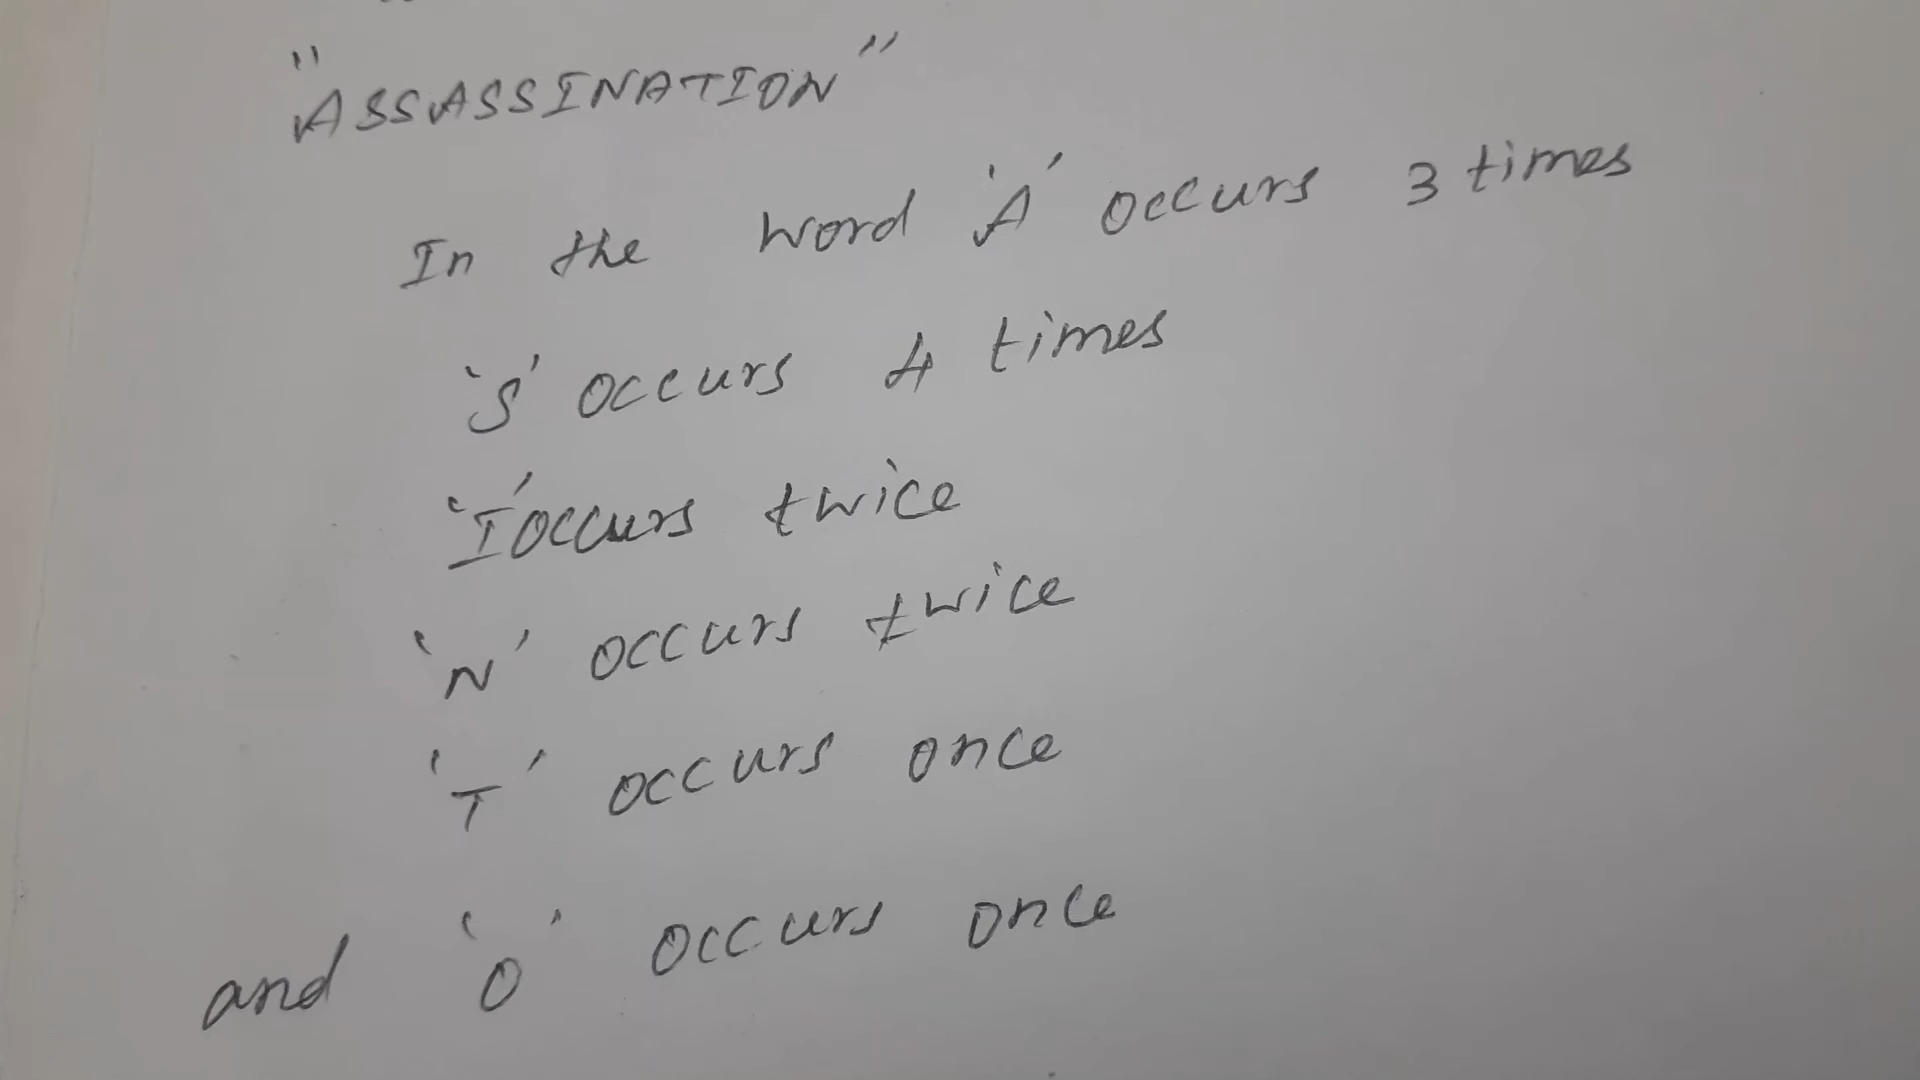 "ASSASSINATION"
In the word 'A' occurs 3 times
'S' occurs 4 times
'I' occurs twice
'N' occurs twice
'T' occurs once
and 'O' occurs once